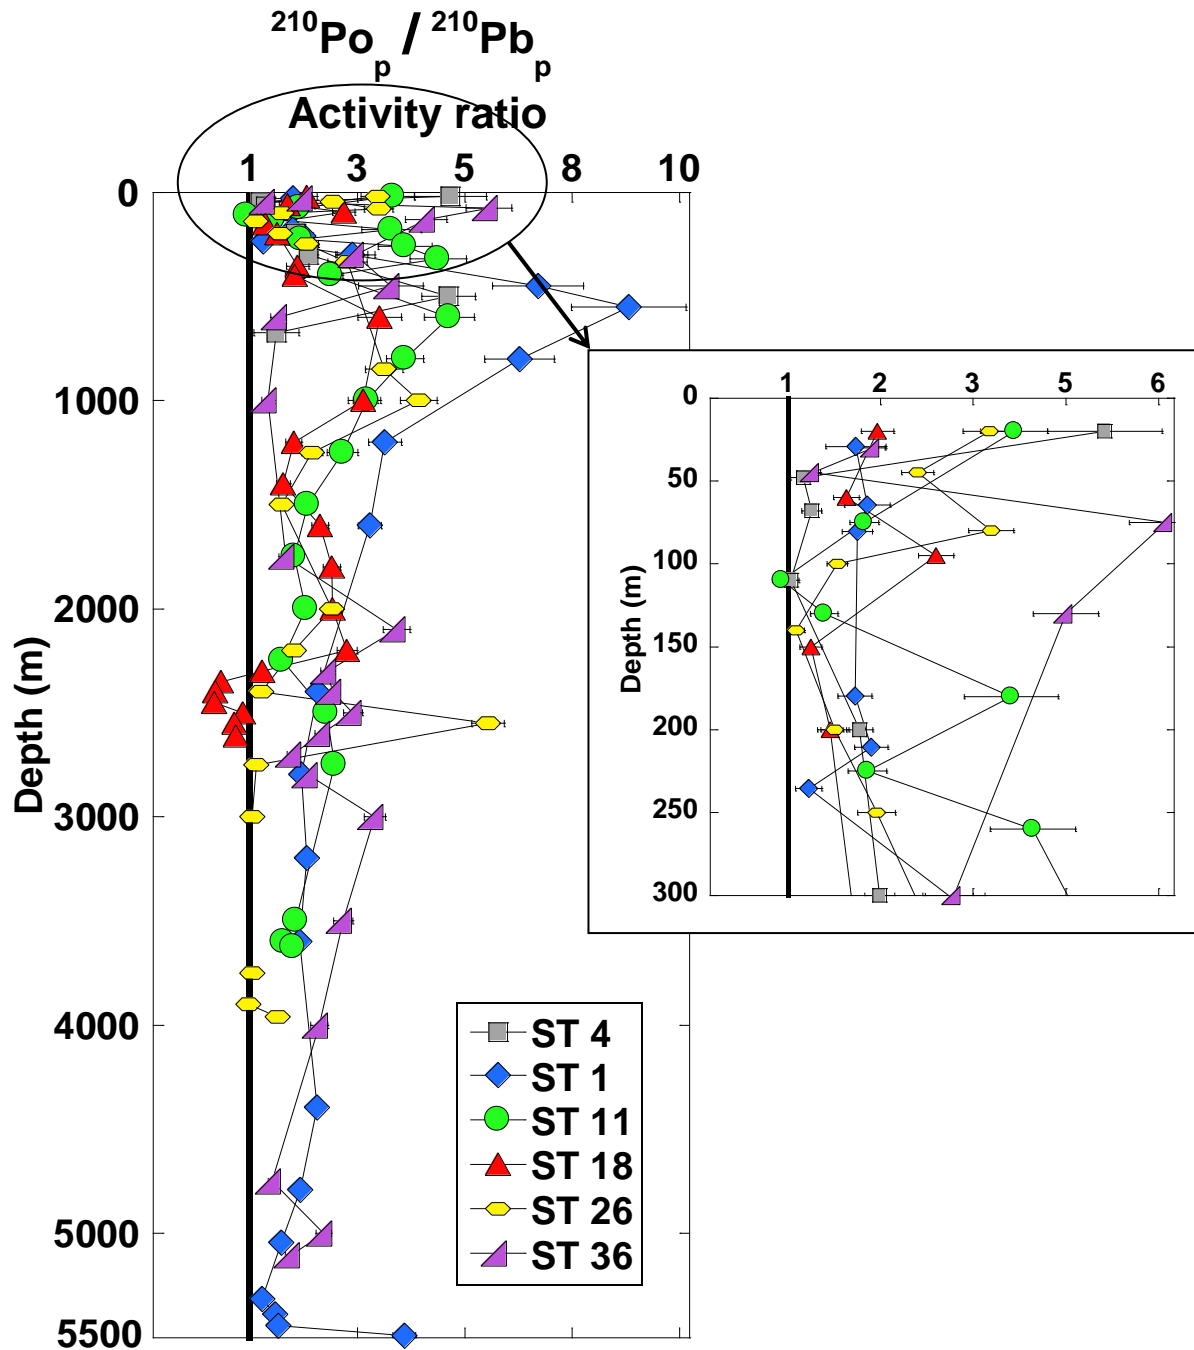 ²¹⁰Poₚ / ²¹⁰Pbₚ
Activity ratio
1 3 5 8 10
0
1000
2000
3000
4000
5000
5500
Depth (m)
1 2 3 5 6
0
50
100
150
200
250
300
Depth (m)
ST 4
ST 1
ST 11
ST 18
ST 26
ST 36